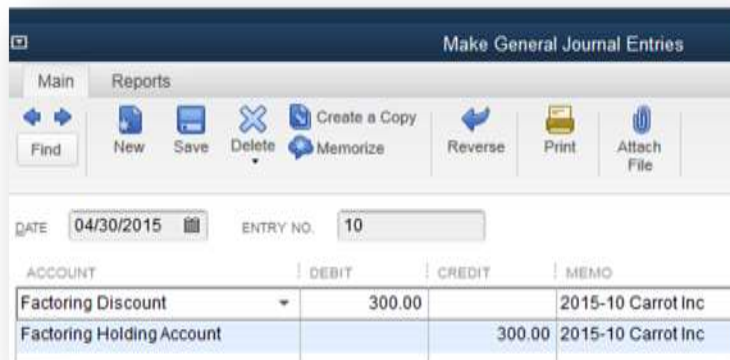 Make General Journal Entries
Main Reports
Find New Save Delete Create a Copy Memorize Reverse Print Attach File
DATE 04/30/2015 ENTRY NO. 10
ACCOUNT DEBIT CREDIT MEMO
Factoring Discount 300.00 2015-10 Carrot Inc
Factoring Holding Account 300.00 2015-10 Carrot Inc